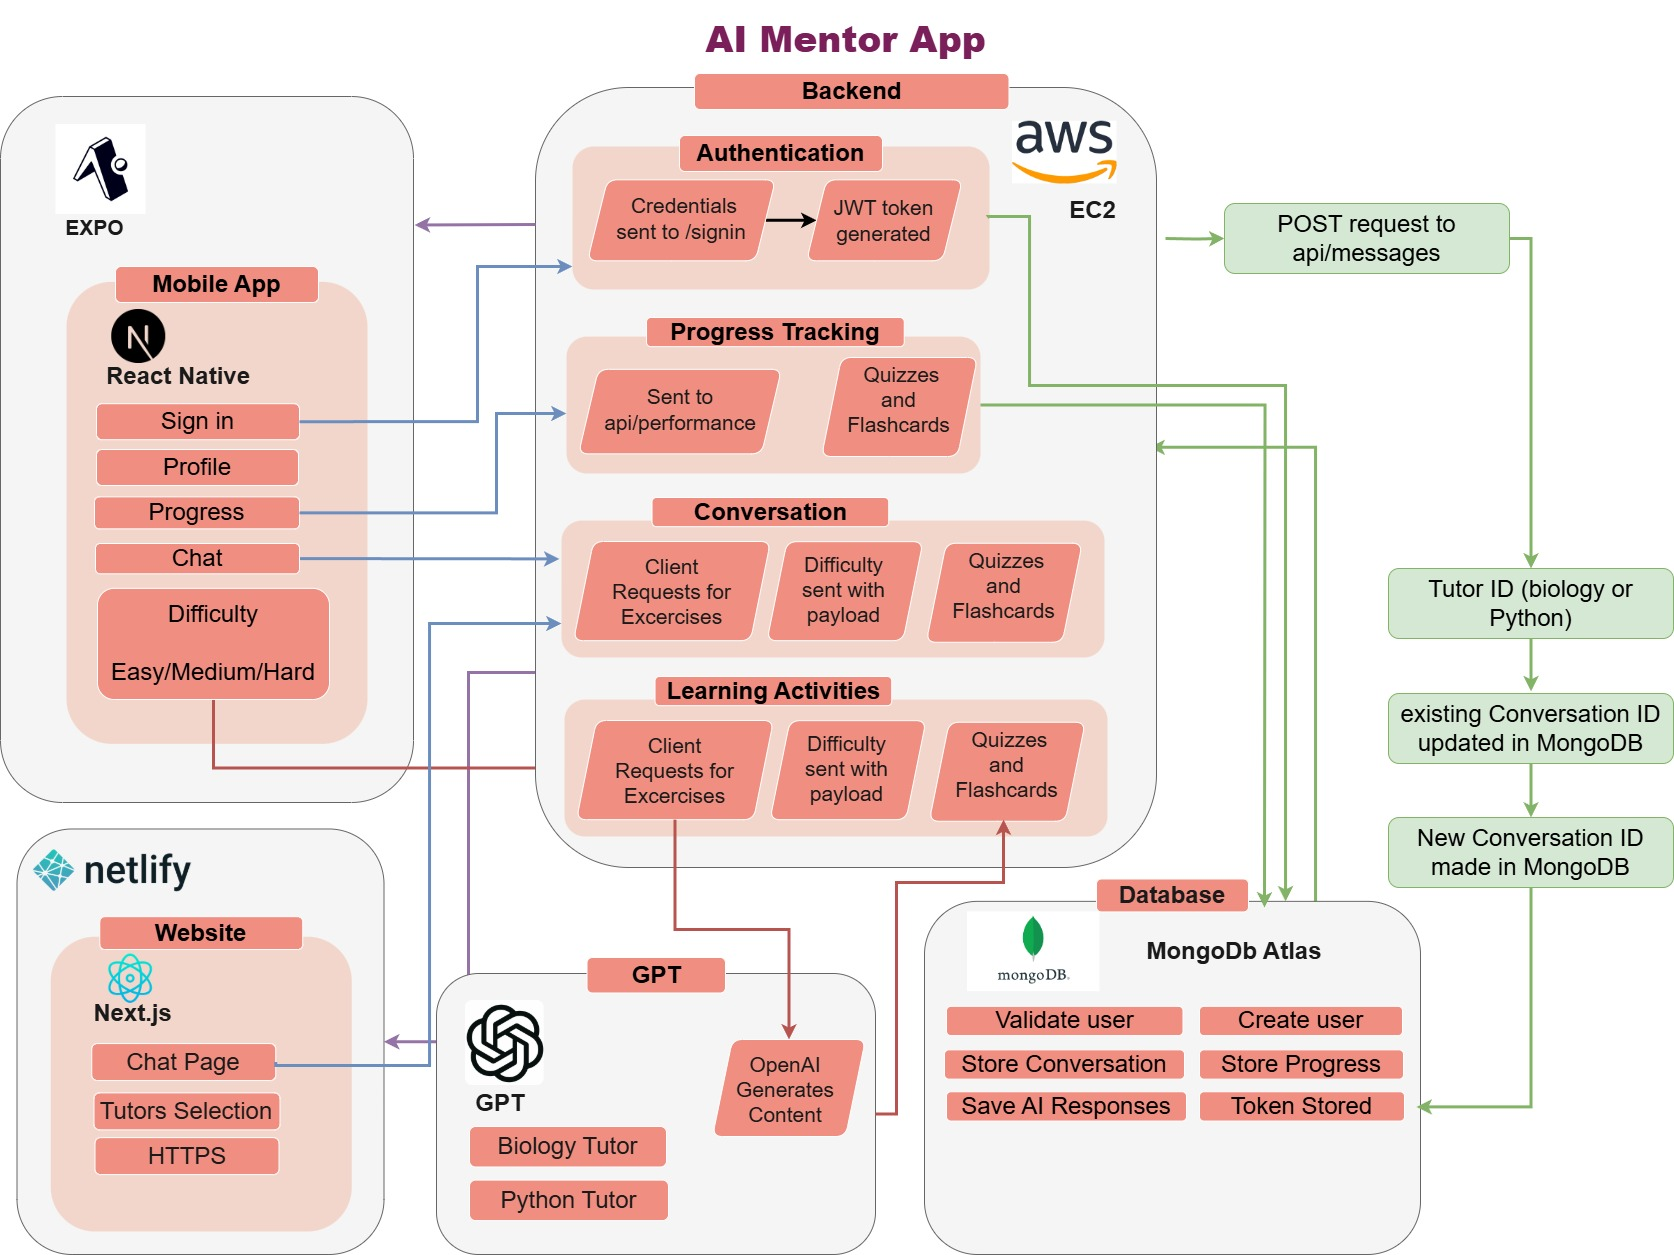 AI Mentor App
Backend
EXPO
Mobile App
N
React Native
Sign in
Profile
Progress
Chat
Difficulty
Easy/Medium/Hard
aws
EC2
Authentication
Credentials
sent to /signin
JWT token
generated
Progress Tracking
Sent to
api/performance
Quizzes
and
Flashcards
Conversation
Client
Requests for
Excercises
Difficulty
sent with
payload
Quizzes
and
Flashcards
Learning Activities
Client
Requests for
Excercises
Difficulty
sent with
payload
Quizzes
and
Flashcards
POST request to
api/messages
Tutor ID (biology or
Python)
existing Conversation ID
updated in MongoDB
New Conversation ID
made in MongoDB
netlify
Website
Next.js
Chat Page
Tutors Selection
HTTPS
GPT
GPT
Biology Tutor
Python Tutor
OpenAI
Generates
Content
Database
mongoDB.
MongoDb Atlas
Validate user
Create user
Store Conversation
Store Progress
Save AI Responses
Token Stored